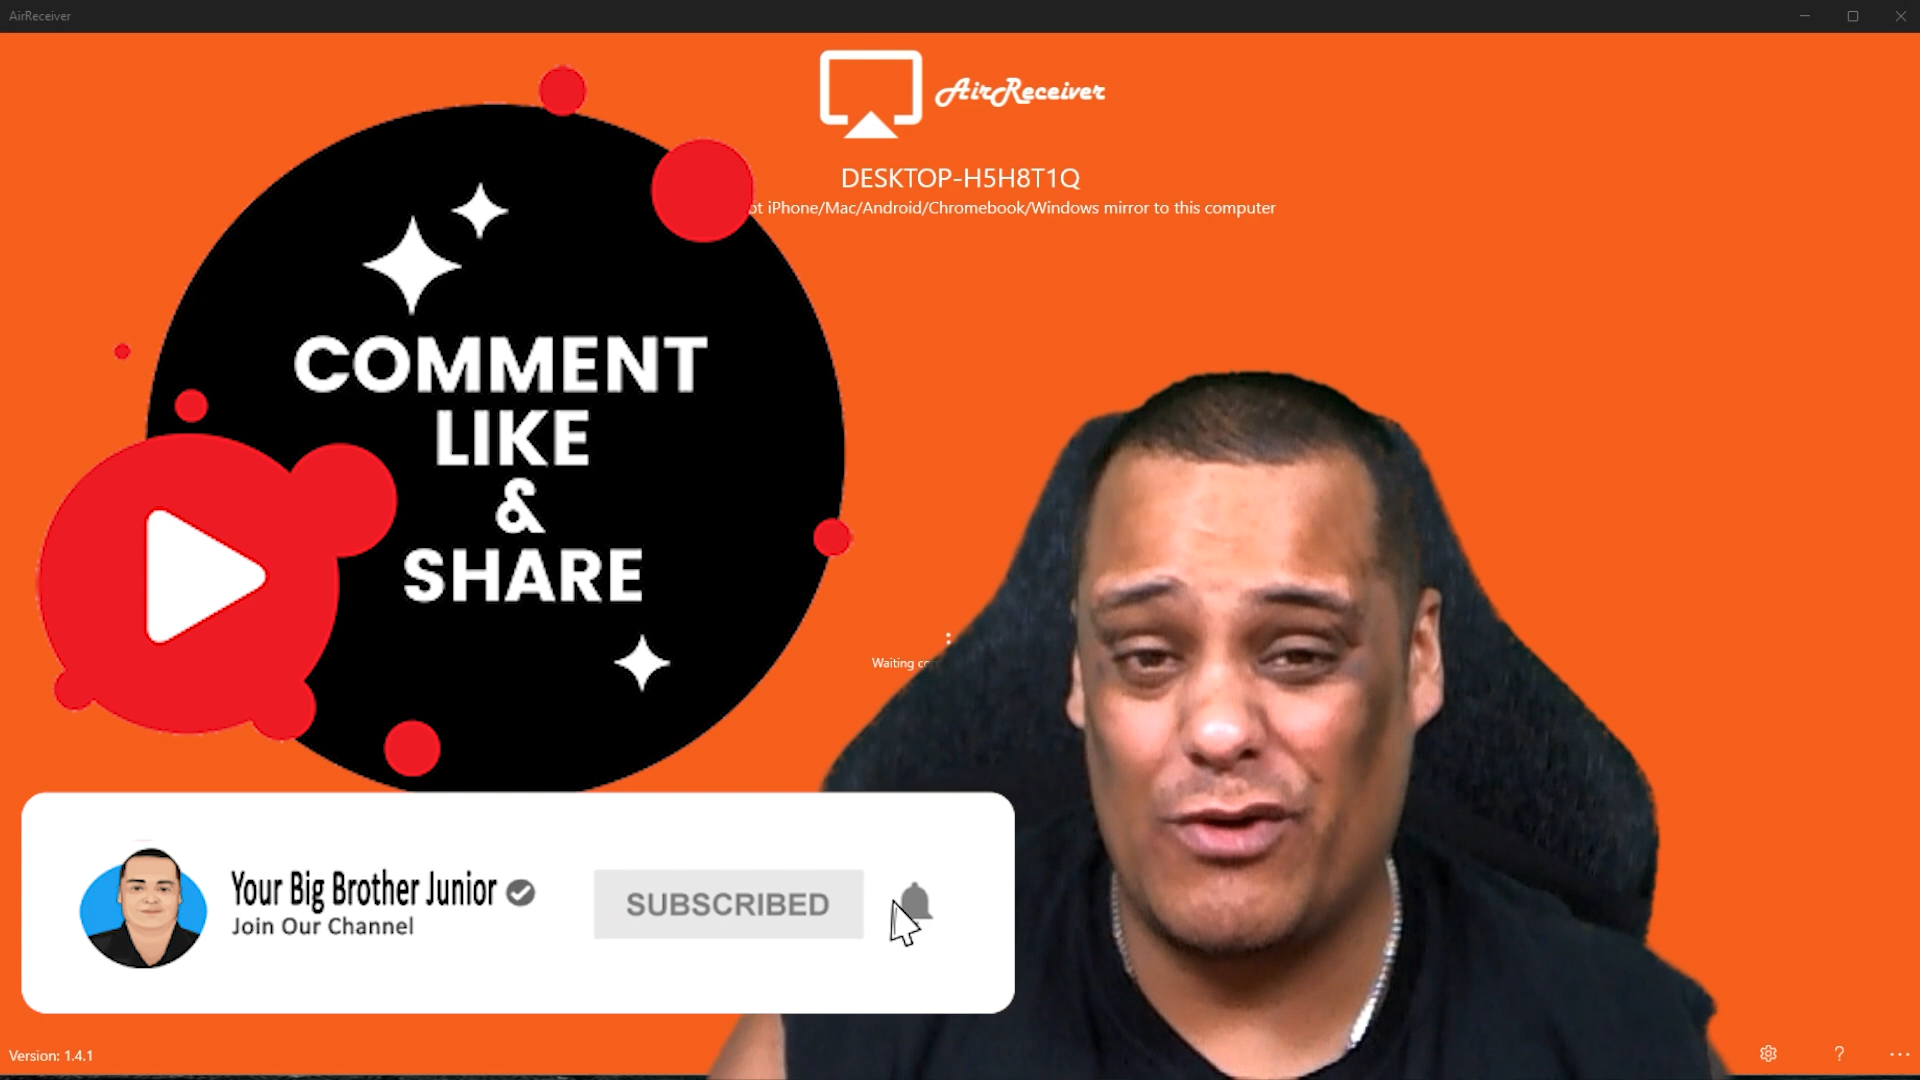 AirReceiver
AirReceiver
DESKTOP-H5H8T1Q
iPhone/Mac/Android/Chromebook/Windows mirror to this computer
COMMENT
LIKE
&
SHARE
Waiting
Your Big Brother Junior
Join Our Channel
SUBSCRIBED
Version: 1.4.1
?